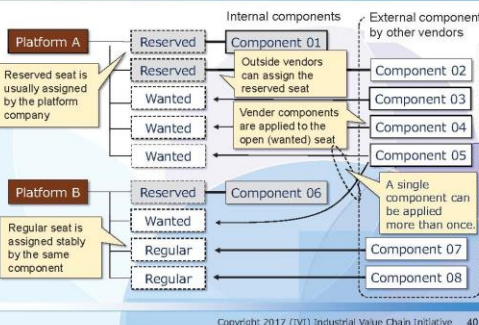 Internal components
External component
by other vendors
Platform A
Reserved
Component 01
Reserved seat is
usually assigned
by the platform
company
Reserved
Outside vendors
can assign the
reserved seat
Component 02
Wanted
Component 03
Wanted
Vender components
are applied to the
open (wanted) seat
Component 04
Wanted
Component 05
Platform B
Reserved
Component 06
A single
component can
be applied
more than once.
Wanted
Regular seat is
assigned stably
by the same
component
Regular
Component 07
Regular
Component 08
Copyright 2017 (IVI) Industrial Value Chain Initiative 40